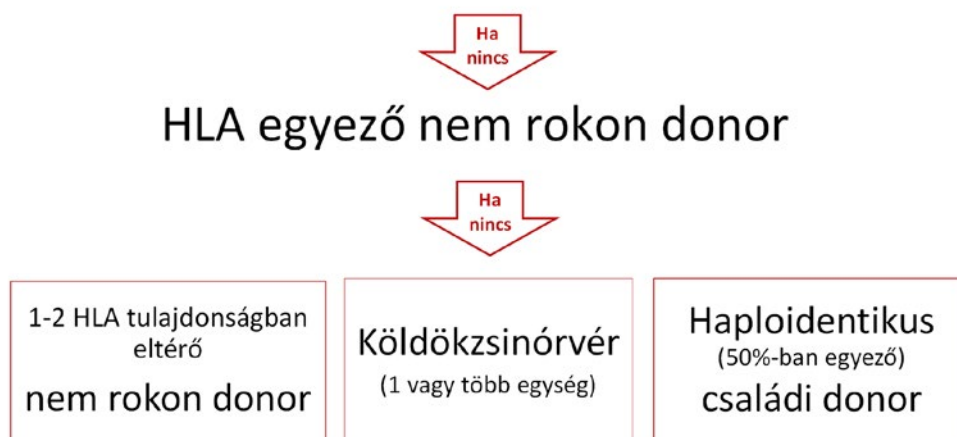 Ha
nincs
HLA egyező nem rokon donor
Ha
nincs
1-2 HLA tulajdonságban
eltérő
nem rokon donor
Köldökzsinórvér
(1 vagy több egység)
Haploidentikus
(50%-ban egyező)
családi donor